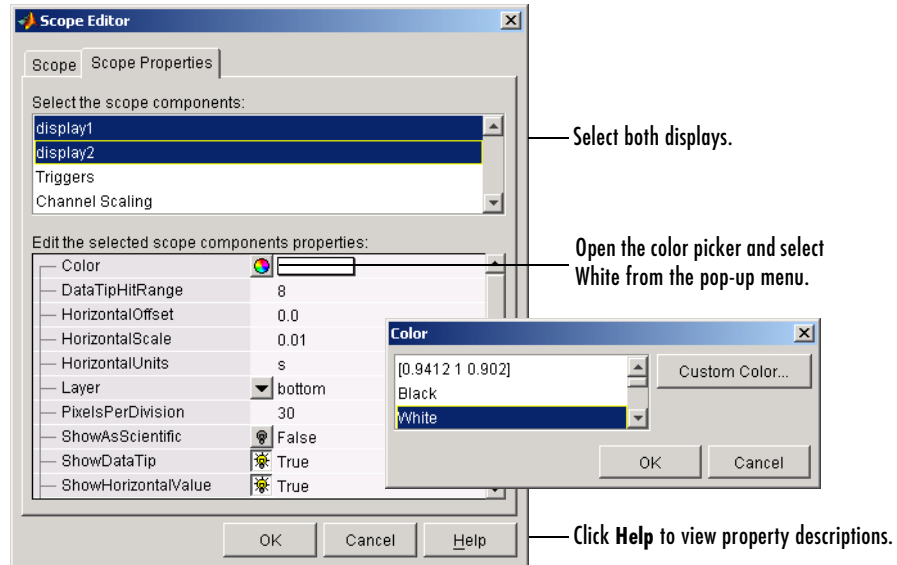 Scope Editor
Scope Scope Properties
Select the scope components:
display1
display2
Triggers
Channel Scaling
Select both displays.
Edit the selected scope components properties:
Color
DataTipHitRange 8
HorizontalOffset 0.0
HorizontalScale 0.01
HorizontalUnits s
Layer bottom
PixelsPerDivision 30
ShowAsScientific False
ShowDataTip True
ShowHorizontalValue True
Open the color picker and select
White from the pop-up menu.
Color
[0.9412 1 0.902]
Black
White
Custom Color...
OK Cancel
OK Cancel Help
Click Help to view property descriptions.